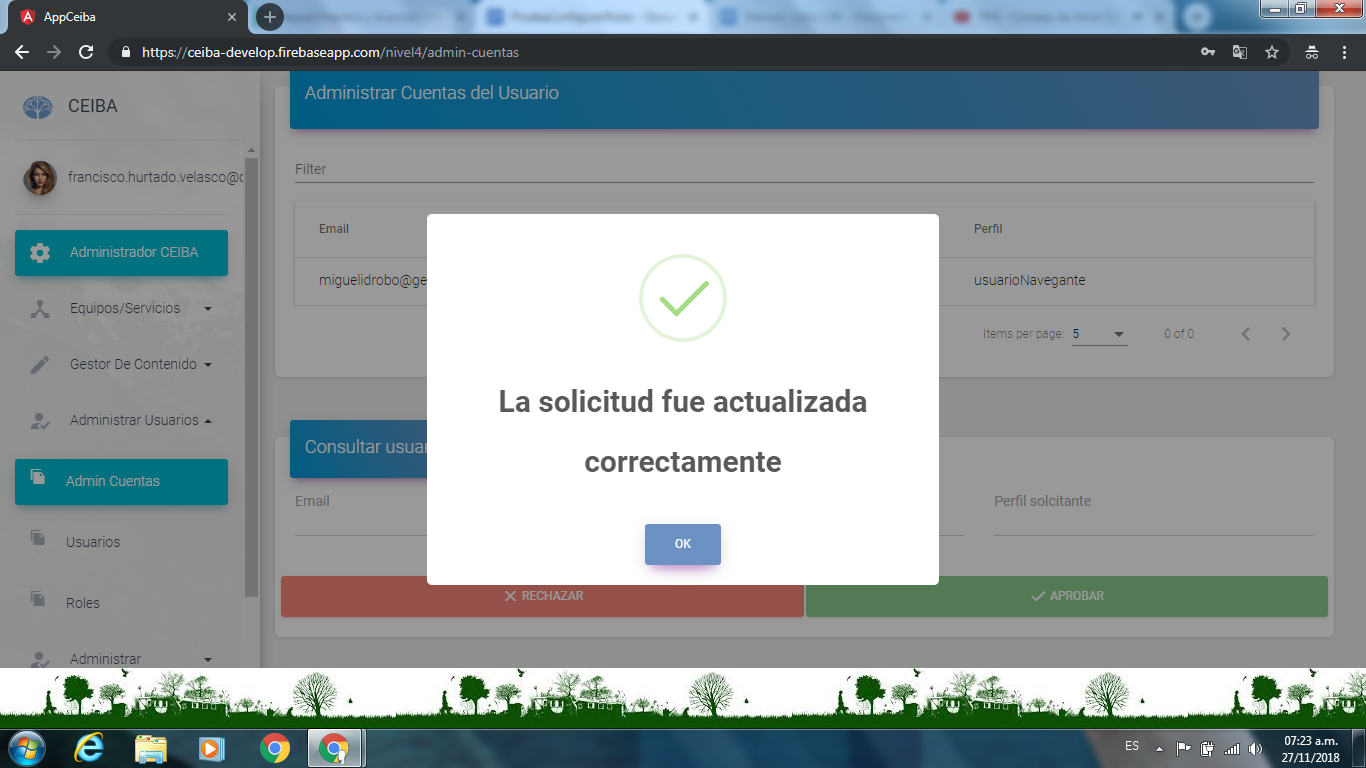 AppCeiba
https://ceiba-develop.firebaseapp.com/nivel4/admin-cuentas
CEIBA
francisco.hurtado.velasco@
Administrador CEIBA
Equipos/Servicios
Gestor De Contenido
Administrar Usuarios
Admin Cuentas
Usuarios
Roles
Administrar
Administrar Cuentas del Usuario
Filter
Email
Perfil
miguelidrobo@ge
usuarioNavegante
Items per page:
5
0 of 0
La solicitud fue actualizada
correctamente
OK
Consultar usuar
Email
Perfil solcitante
RECHAZAR
APROBAR
ES
07:23 a.m.
27/11/2018